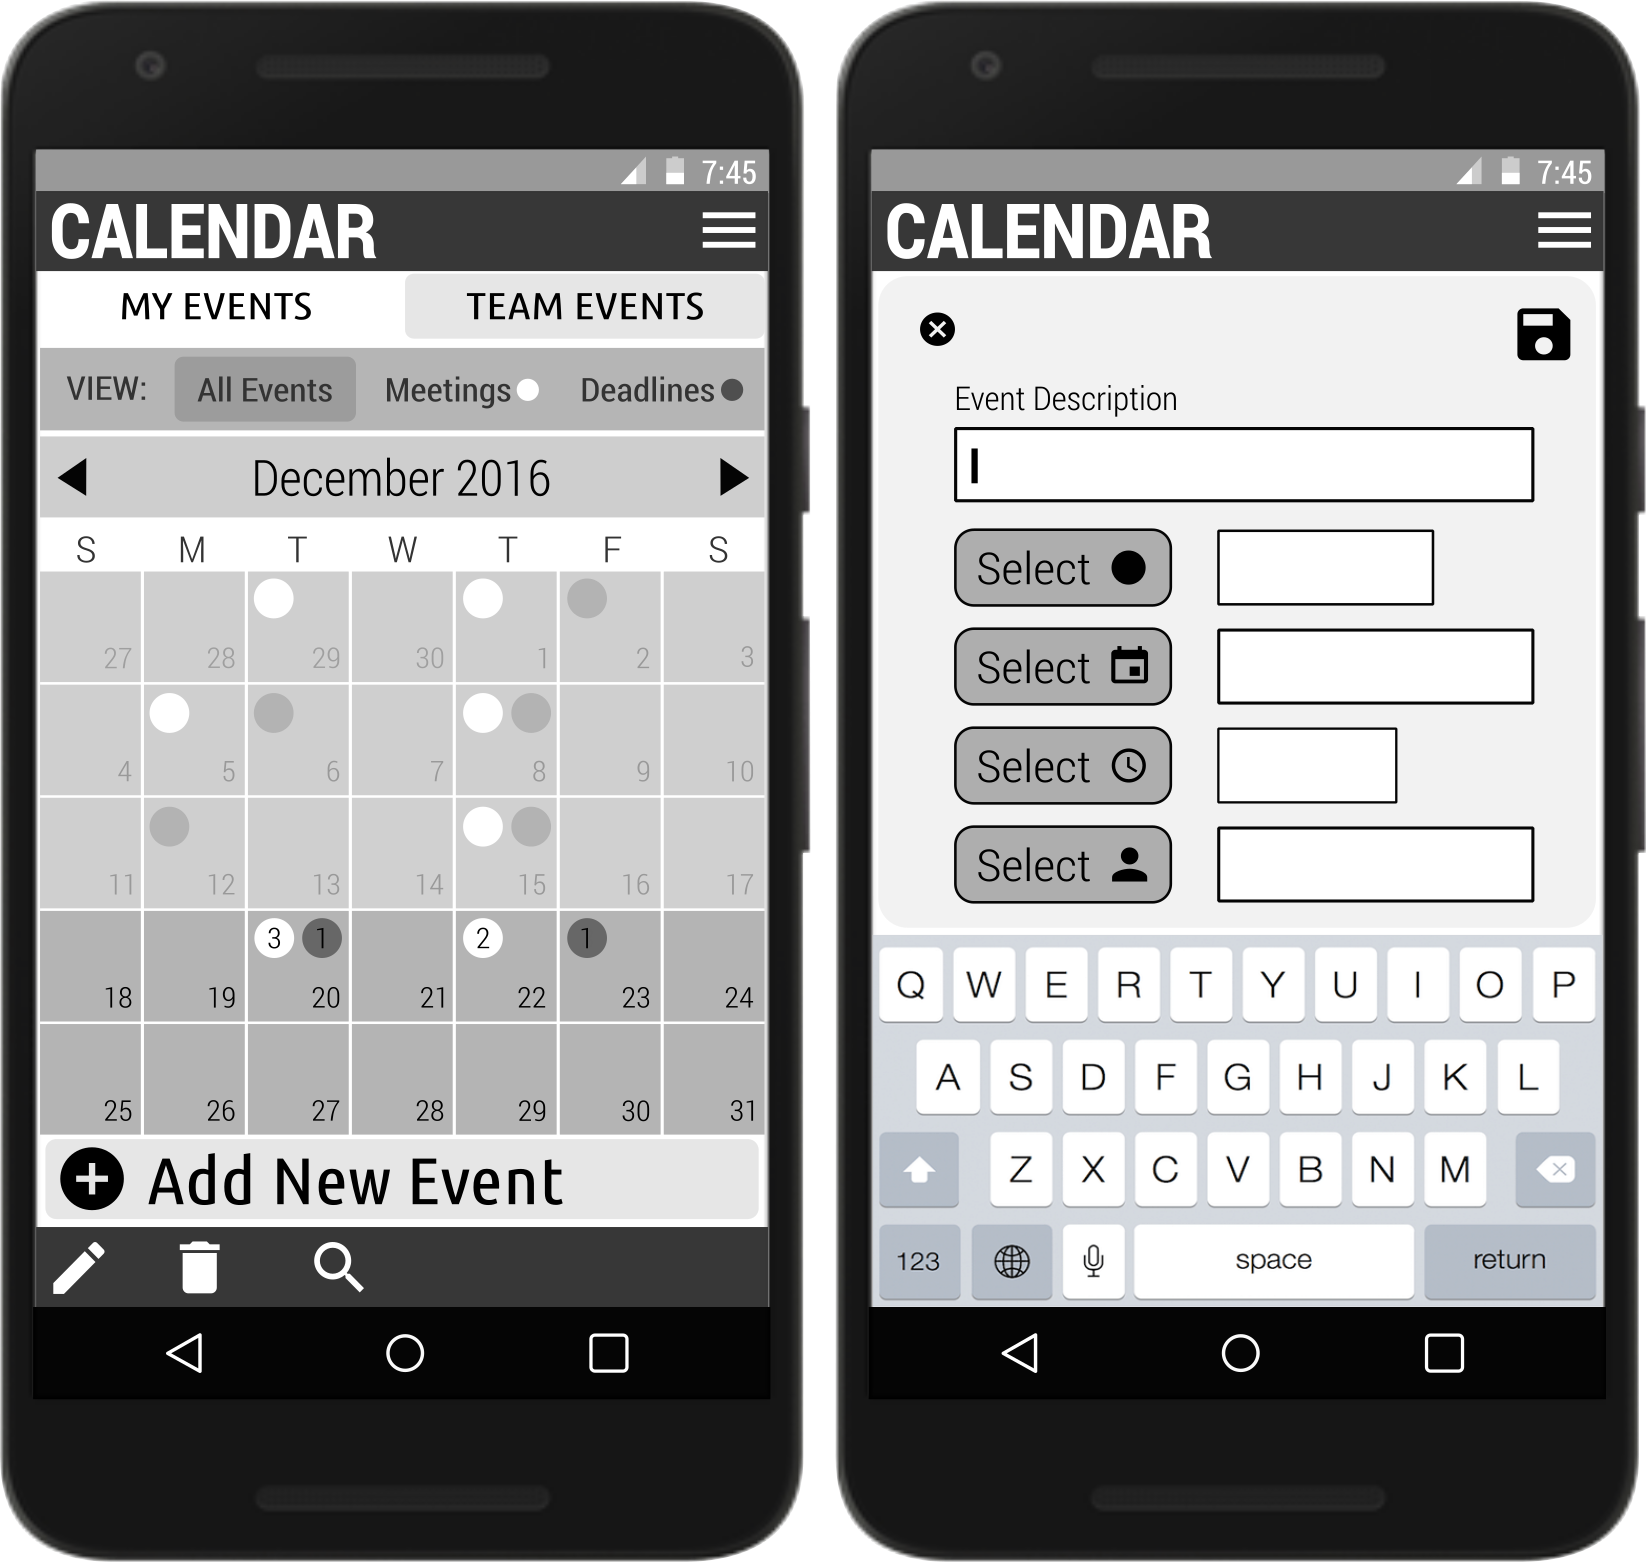 7:45
CALENDAR
MY EVENTS TEAM EVENTS
VIEW: All Events Meetings Deadlines
December 2016
S M T W T F S
27 28 29 30 1 2 3
4 5 6 7 8 9 10
11 12 13 14 15 16 17
3 1 2 1
18 19 20 21 22 23 24
25 26 27 28 29 30 31
Add New Event
7:45
CALENDAR
Event Description
Select
Select
Select
Select
Q W E R T Y U I O P
A S D F G H J K L
Z X C V B N M
123 space return